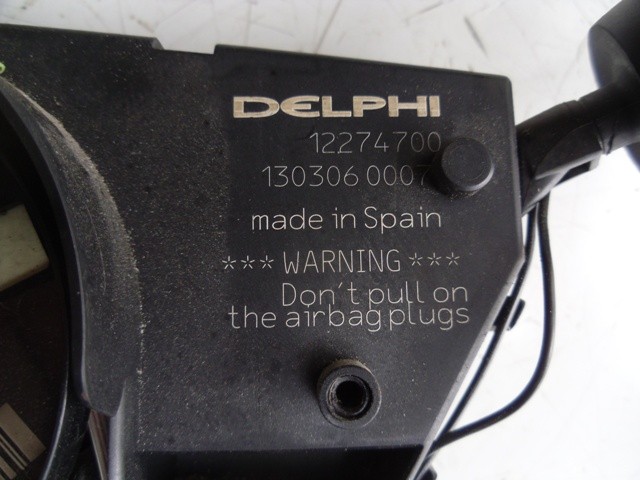 DELPHI
12274700
130306 0007
made in Spain
*** WARNING ***
Don't pull on
the airbag plugs